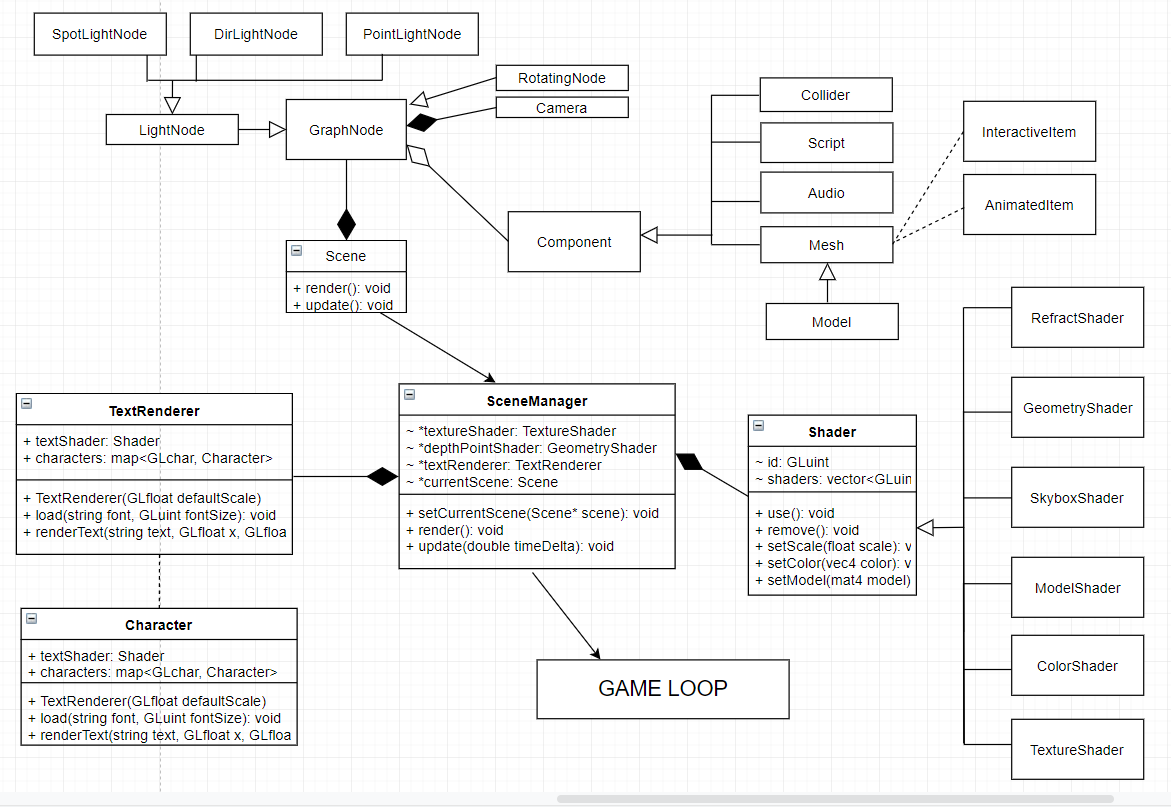 SpotLightNode
DirLightNode
PointLightNode
LightNode
GraphNode
RotatingNode
Camera
Collider
Script
Audio
Mesh
InteractiveItem
AnimatedItem
Component
Model
Scene
+ render(): void
+ update(): void
TextRenderer
+ textShader: Shader
+ characters: map<GLchar, Character>
+ TextRenderer(GLfloat defaultScale)
+ load(string font, GLuint fontSize): void
+ renderText(string text, GLfloat x, GLfloa
Character
+ textShader: Shader
+ characters: map<GLchar, Character>
+ TextRenderer(GLfloat defaultScale)
+ load(string font, GLuint fontSize): void
+ renderText(string text, GLfloat x, GLfloa
SceneManager
~ *textureShader: TextureShader
~ *depthPointShader: GeometryShader
~ *textRenderer: TextRenderer
~ *currentScene: Scene
+ setCurrentScene(Scene* scene): void
+ render(): void
+ update(double timeDelta): void
GAME LOOP
Shader
~ id: GLuint
~ shaders: vector<GLuin
+ use(): void
+ remove(): void
+ setScale(float scale): v
+ setColor(vec4 color): v
+ setModel(mat4 model)
RefractShader
GeometryShader
SkyboxShader
ModelShader
ColorShader
TextureShader